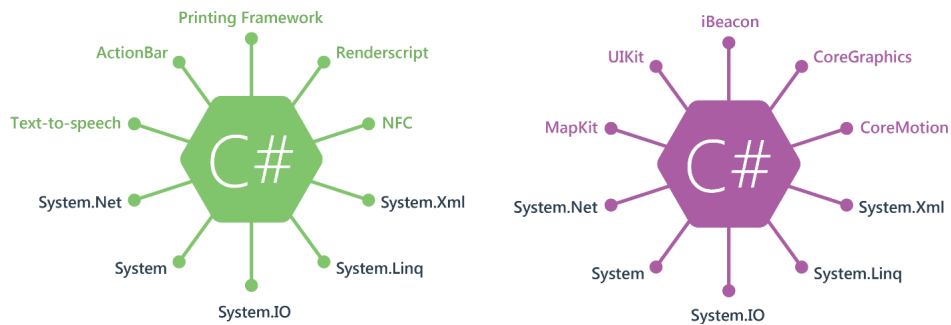 Printing Framework
ActionBar
Renderscript
Text-to-speech
NFC
C#
System.Net
System.Xml
System
System.Linq
System.IO
iBeacon
UIKit
CoreGraphics
MapKit
CoreMotion
C#
System.Net
System.Xml
System
System.Linq
System.IO